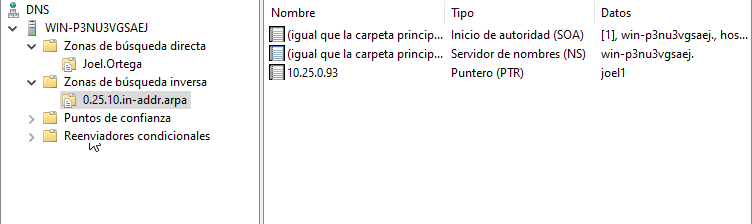 DNS
WIN-P3NU3VGSAEJ
Zonas de búsqueda directa
Joel.Ortega
Zonas de búsqueda inversa
0.25.10.in-addr.arpa
Puntos de confianza
Reenviadores condicionales
Nombre Tipo Datos
(igual que la carpeta princip... Inicio de autoridad (SOA) [1], win-p3nu3vgsaej., hos...
(igual que la carpeta princip... Servidor de nombres (NS) win-p3nu3vgsaej.
10.25.0.93 Puntero (PTR) joel1